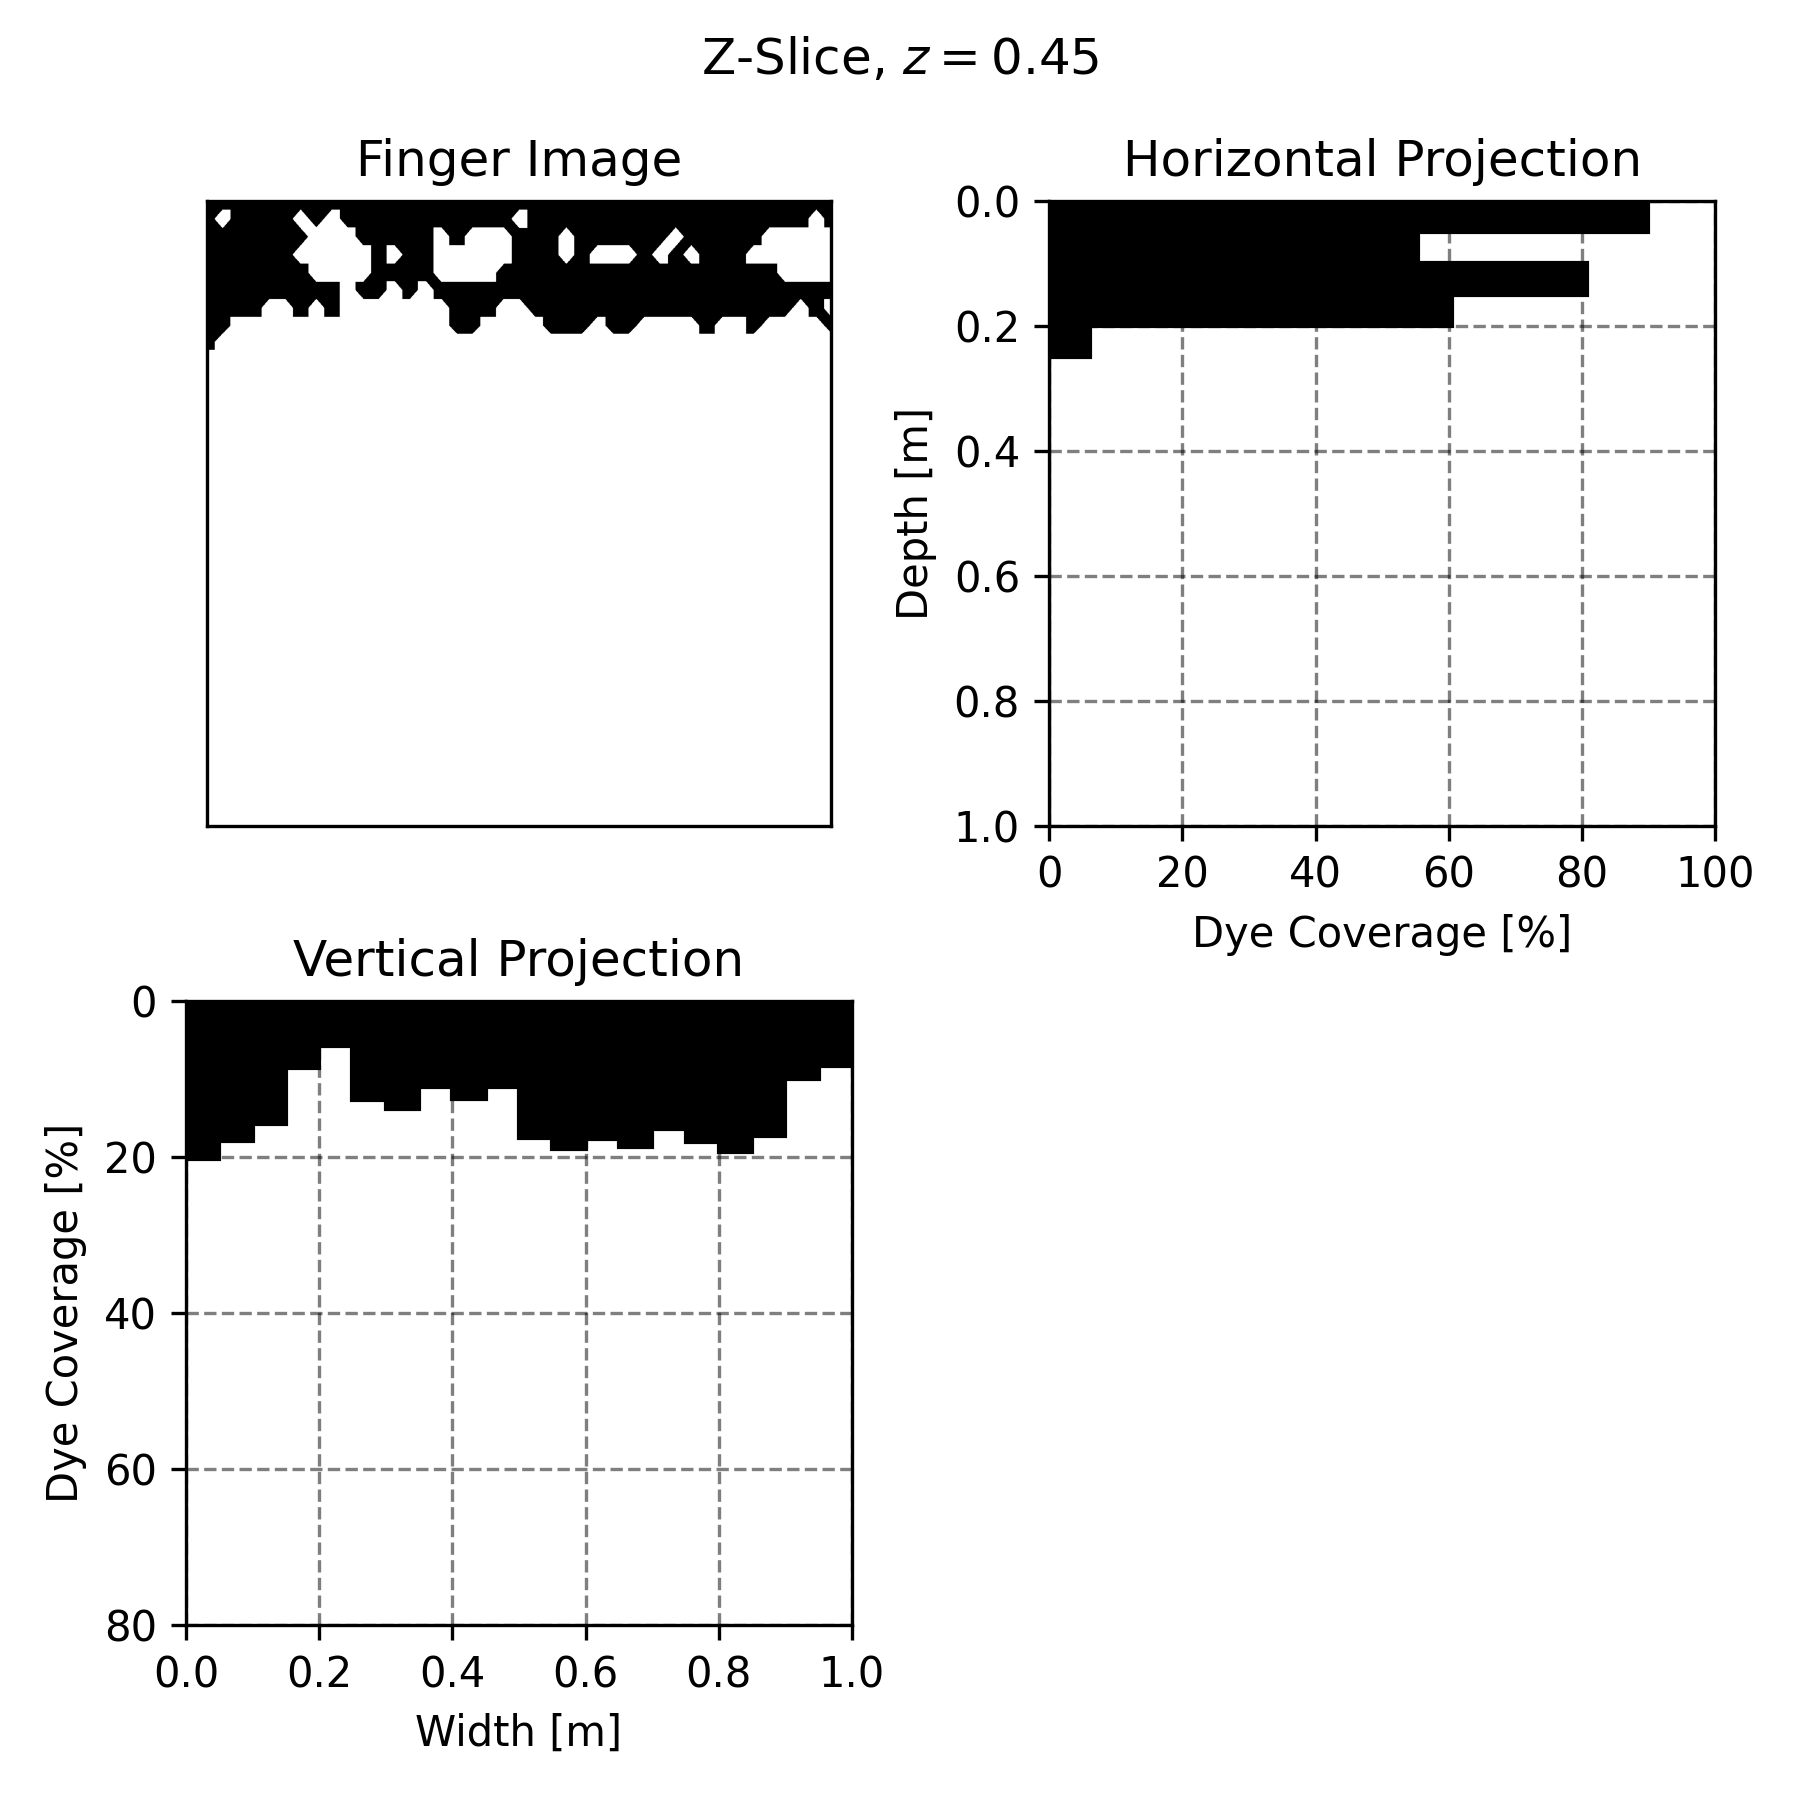 Z-Slice, z = 0.45
Finger Image
Horizontal Projection
0.0
0.2
0.4
0.6
0.8
1.0
Depth [m]
0 20 40 60 80 100
Dye Coverage [%]
Vertical Projection
0
20
40
60
80
Dye Coverage [%]
0.0 0.2 0.4 0.6 0.8 1.0
Width [m]